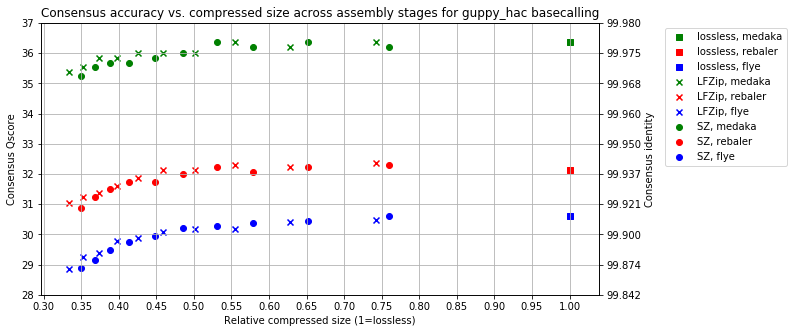 Consensus accuracy vs. compressed size across assembly stages for guppy_hac basecalling
Consensus Qscore
37
36
35
34
33
32
31
30
29
28
0.30 0.35 0.40 0.45 0.50 0.55 0.60 0.65 0.70 0.75 0.80 0.85 0.90 0.95 1.00
Relative compressed size (1=lossless)
99.980
99.975
99.968
99.960
99.950
99.937
99.921
99.900
99.874
99.842
Consensus identity
lossless, medaka
lossless, rebaler
lossless, flye
LFZip, medaka
LFZip, rebaler
LFZip, flye
SZ, medaka
SZ, rebaler
SZ, flye